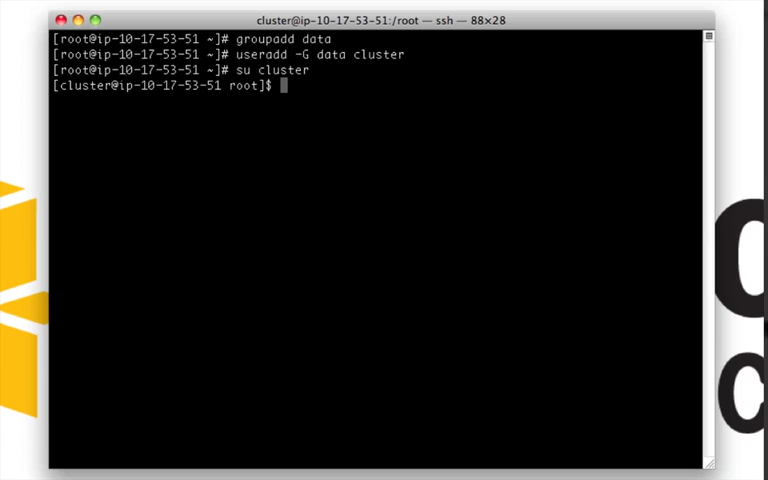 cluster@ip-10-17-53-51:/root — ssh — 88×28
[root@ip-10-17-53-51 ~]# groupadd data
[root@ip-10-17-53-51 ~]# useradd -G data cluster
[root@ip-10-17-53-51 ~]# su cluster
[cluster@ip-10-17-53-51 root]$